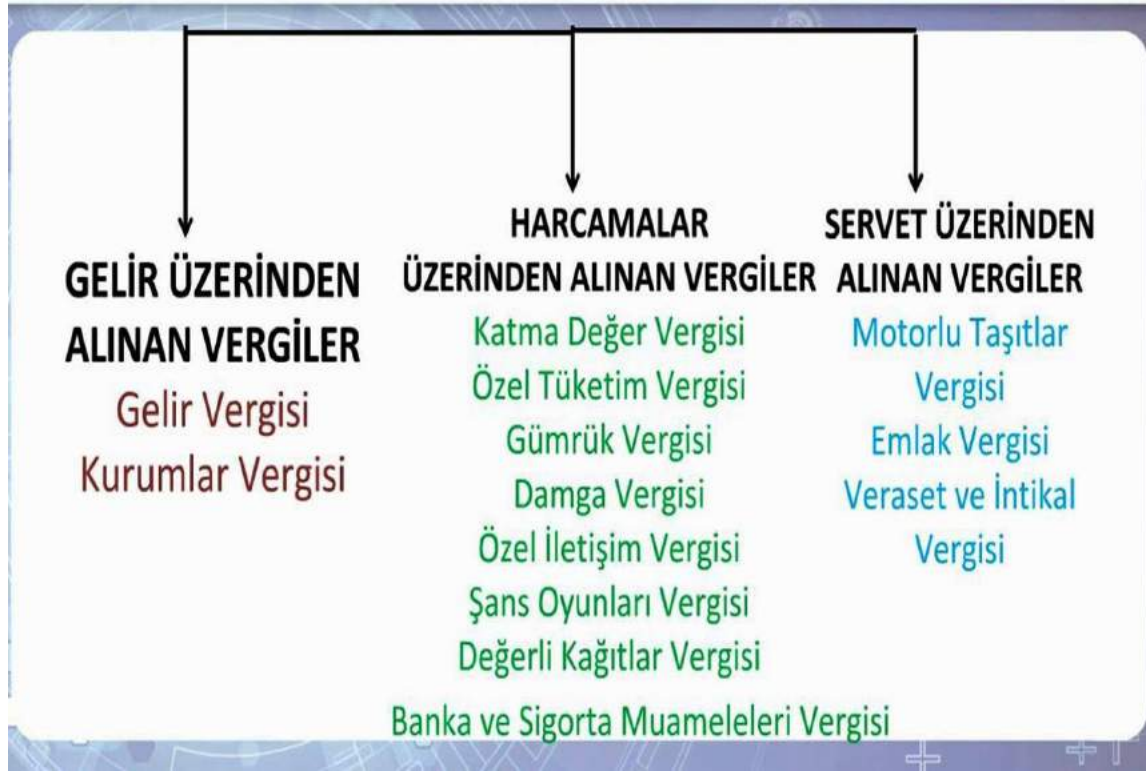 GELİR ÜZERİNDEN
ALINAN VERGİLER
Gelir Vergisi
Kurumlar Vergisi
HARCAMALAR
ÜZERİNDEN ALINAN VERGİLER
Katma Değer Vergisi
Özel Tüketim Vergisi
Gümrük Vergisi
Damga Vergisi
Özel İletişim Vergisi
Şans Oyunları Vergisi
Değerli Kağıtlar Vergisi
Banka ve Sigorta Muameleleri Vergisi
SERVET ÜZERİNDEN
ALINAN VERGİLER
Motorlu Taşıtlar
Vergisi
Emlak Vergisi
Veraset ve İntikal
Vergisi